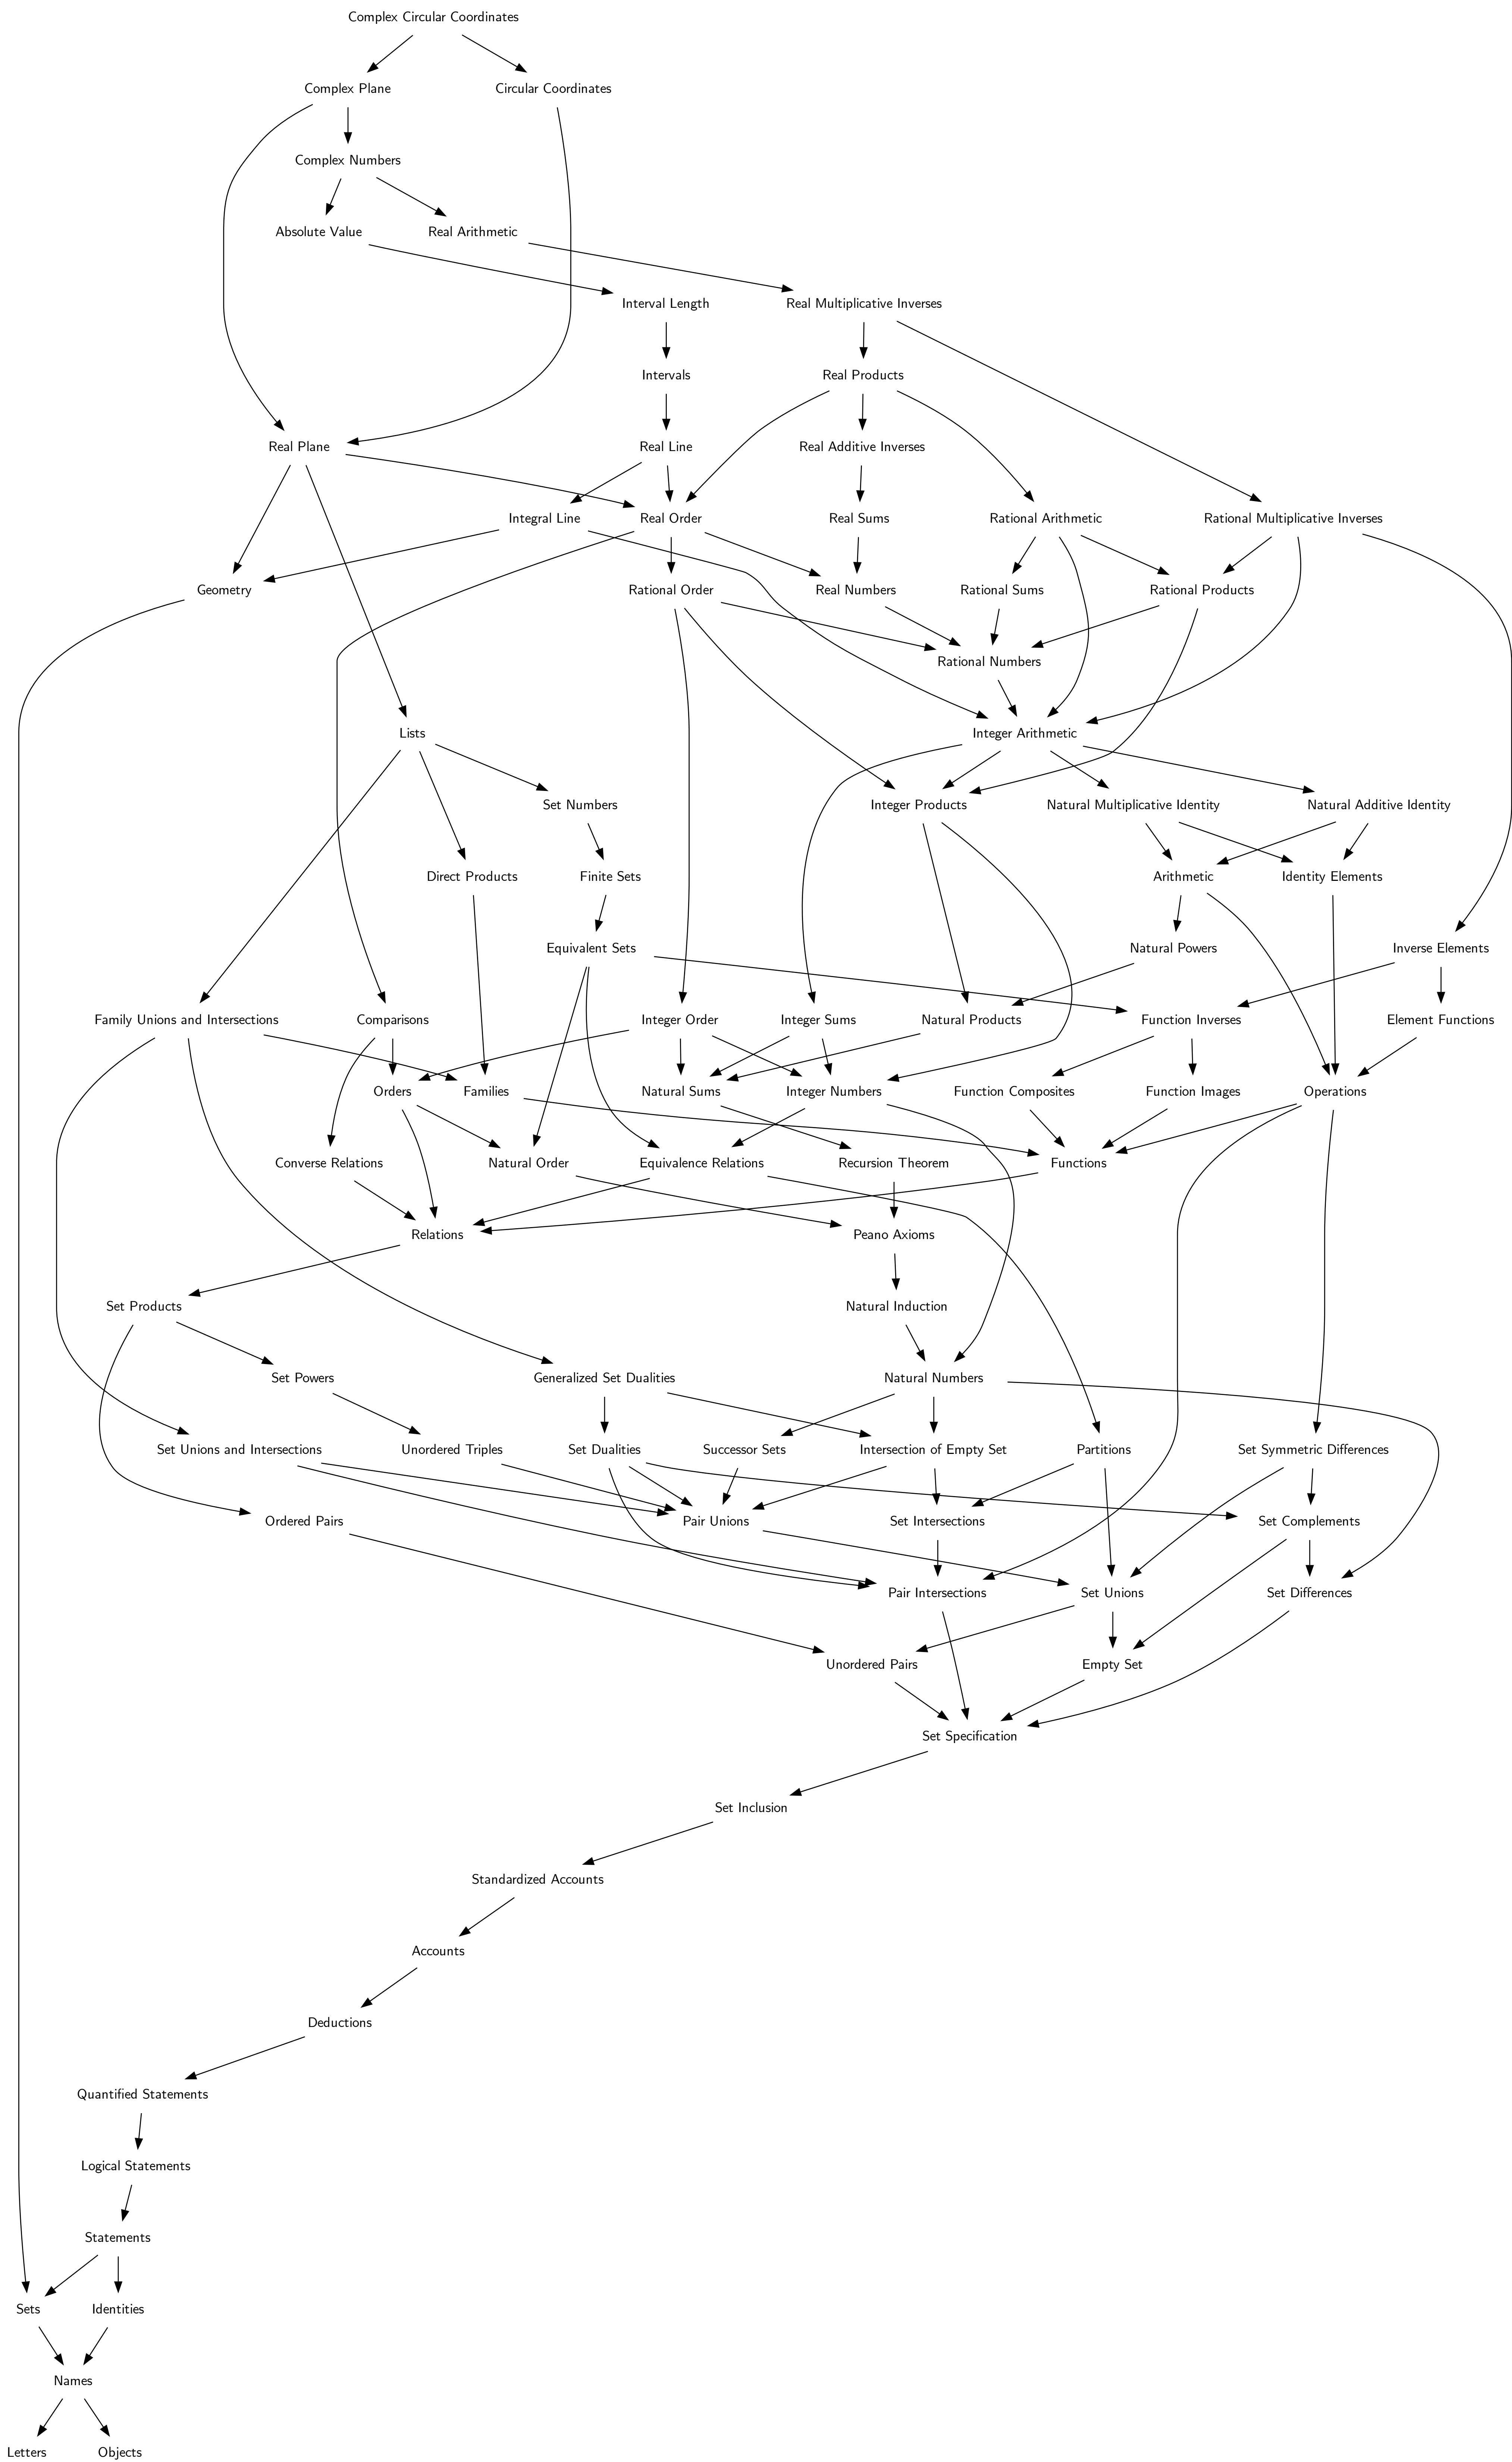 Complex Circular Coordinates
Complex Plane
Circular Coordinates
Complex Numbers
Absolute Value
Real Arithmetic
Interval Length
Real Multiplicative Inverses
Intervals
Real Products
Real Plane
Real Line
Real Additive Inverses
Integral Line
Real Order
Real Sums
Rational Arithmetic
Rational Multiplicative Inverses
Geometry
Rational Order
Real Numbers
Rational Sums
Rational Products
Rational Numbers
Lists
Integer Arithmetic
Set Numbers
Integer Products
Natural Multiplicative Identity
Natural Additive Identity
Direct Products
Finite Sets
Arithmetic
Identity Elements
Equivalent Sets
Natural Powers
Inverse Elements
Family Unions and Intersections
Comparisons
Integer Order
Integer Sums
Natural Products
Function Inverses
Element Functions
Orders
Families
Natural Sums
Integer Numbers
Function Composites
Function Images
Operations
Converse Relations
Natural Order
Equivalence Relations
Recursion Theorem
Functions
Relations
Peano Axioms
Set Products
Natural Induction
Set Powers
Generalized Set Dualities
Natural Numbers
Set Unions and Intersections
Unordered Triples
Set Dualities
Successor Sets
Intersection of Empty Set
Partitions
Set Symmetric Differences
Ordered Pairs
Pair Unions
Set Intersections
Set Complements
Pair Intersections
Set Unions
Set Differences
Unordered Pairs
Empty Set
Set Specification
Set Inclusion
Standardized Accounts
Accounts
Deductions
Quantified Statements
Logical Statements
Statements
Sets
Identities
Names
Letters
Objects